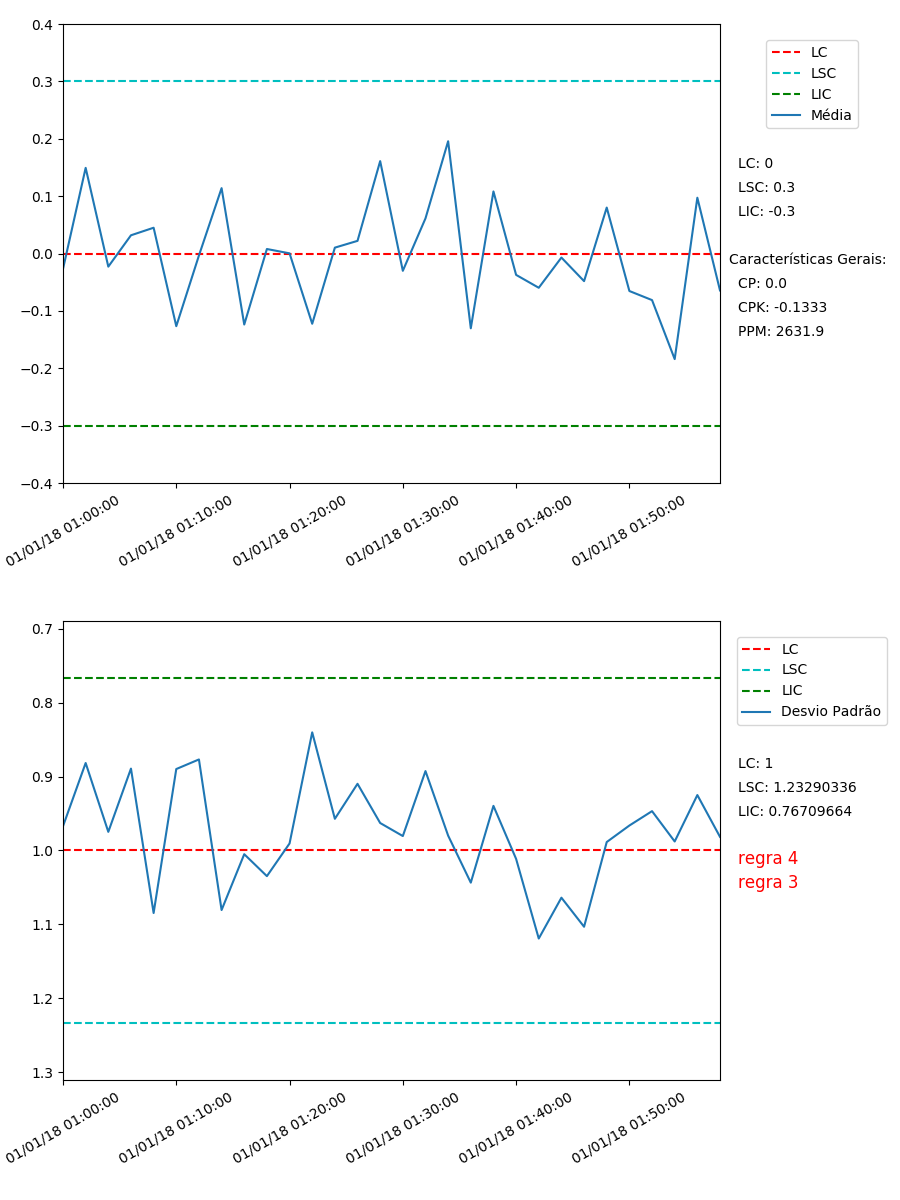 0.4
0.3
0.2
0.1
0.0
−0.1
−0.2
−0.3
−0.4
01/01/18 01:00:00
01/01/18 01:10:00
01/01/18 01:20:00
01/01/18 01:30:00
01/01/18 01:40:00
01/01/18 01:50:00
LC
LSC
LIC
Média
LC: 0
LSC: 0.3
LIC: -0.3
Características Gerais:
CP: 0.0
CPK: -0.1333
PPM: 2631.9
0.7
0.8
0.9
1.0
1.1
1.2
1.3
01/01/18 01:00:00
01/01/18 01:10:00
01/01/18 01:20:00
01/01/18 01:30:00
01/01/18 01:40:00
01/01/18 01:50:00
LC
LSC
LIC
Desvio Padrão
LC: 1
LSC: 1.23290336
LIC: 0.76709664
regra 4
regra 3